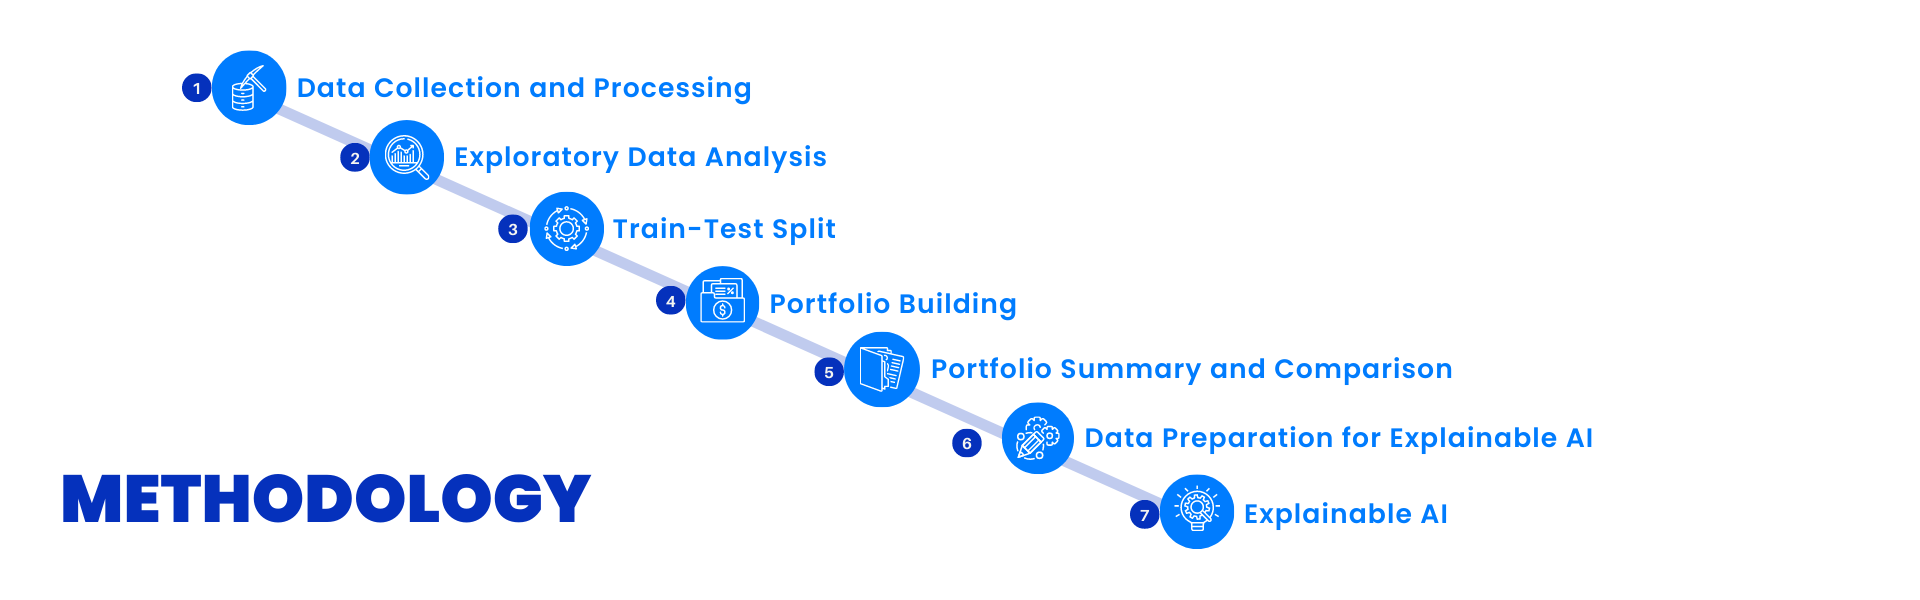 1 Data Collection and Processing
2 Exploratory Data Analysis
3 Train-Test Split
4 Portfolio Building
5 Portfolio Summary and Comparison
6 Data Preparation for Explainable AI
7 Explainable AI
METHODOLOGY